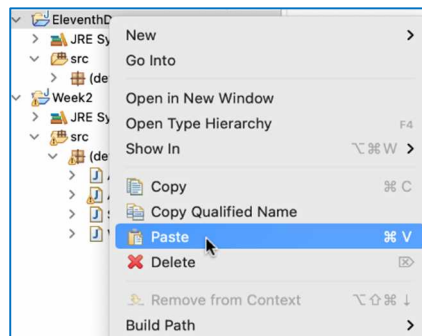 EleventhD
JRE Sy
src
(de
Week2
JRE Sy
src
(de
J
J
J
J
New
Go Into
Open in New Window
Open Type Hierarchy F4
Show In ⌥⌘W
Copy ⌘C
Copy Qualified Name
Paste ⌘V
Delete ⌦
Remove from Context ⌥⇧⌘↓
Build Path